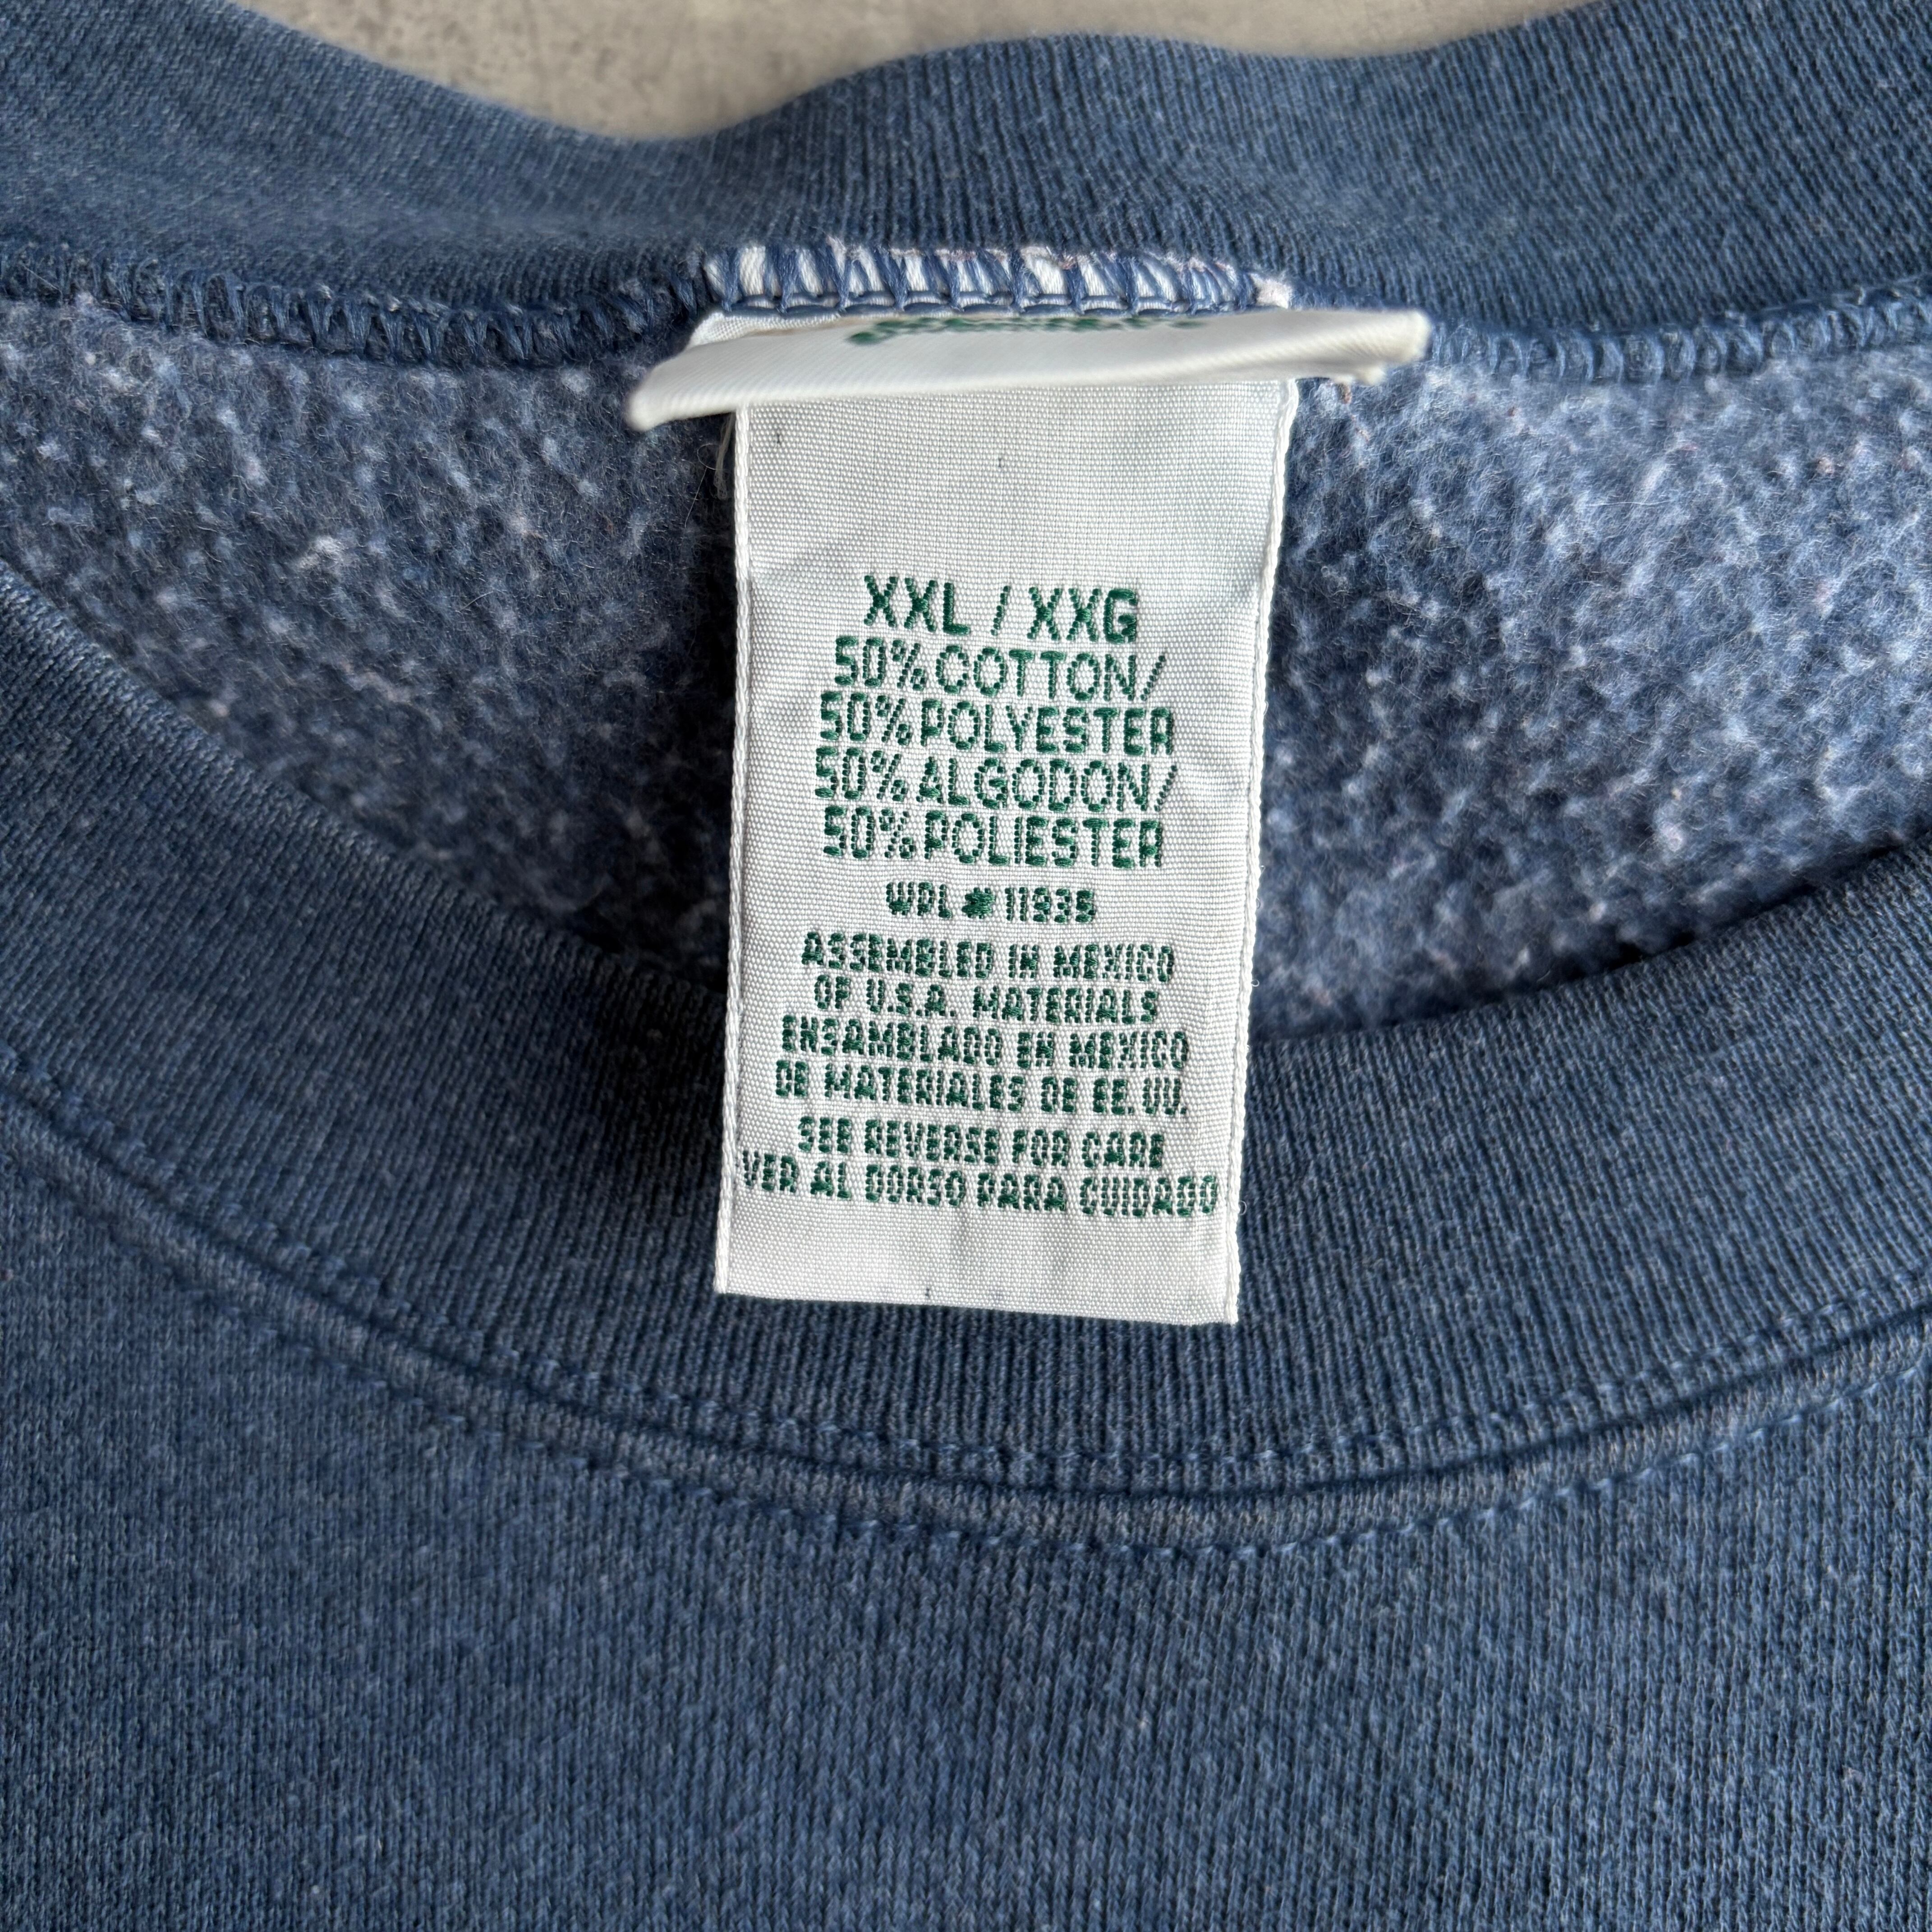 XXL / XXG
50% COTTON/
50% POLYESTER
50% ALGODON/
50% POLIESTER
WPL # 11935
ASSEMBLED IN MEXICO
OF U.S.A. MATERIALS
ENSAMBLADO EN MEXICO
DE MATERIALES DE EE. UU.
SEE REVERSE FOR CARE
VER AL DORSO PARA CUIDADO